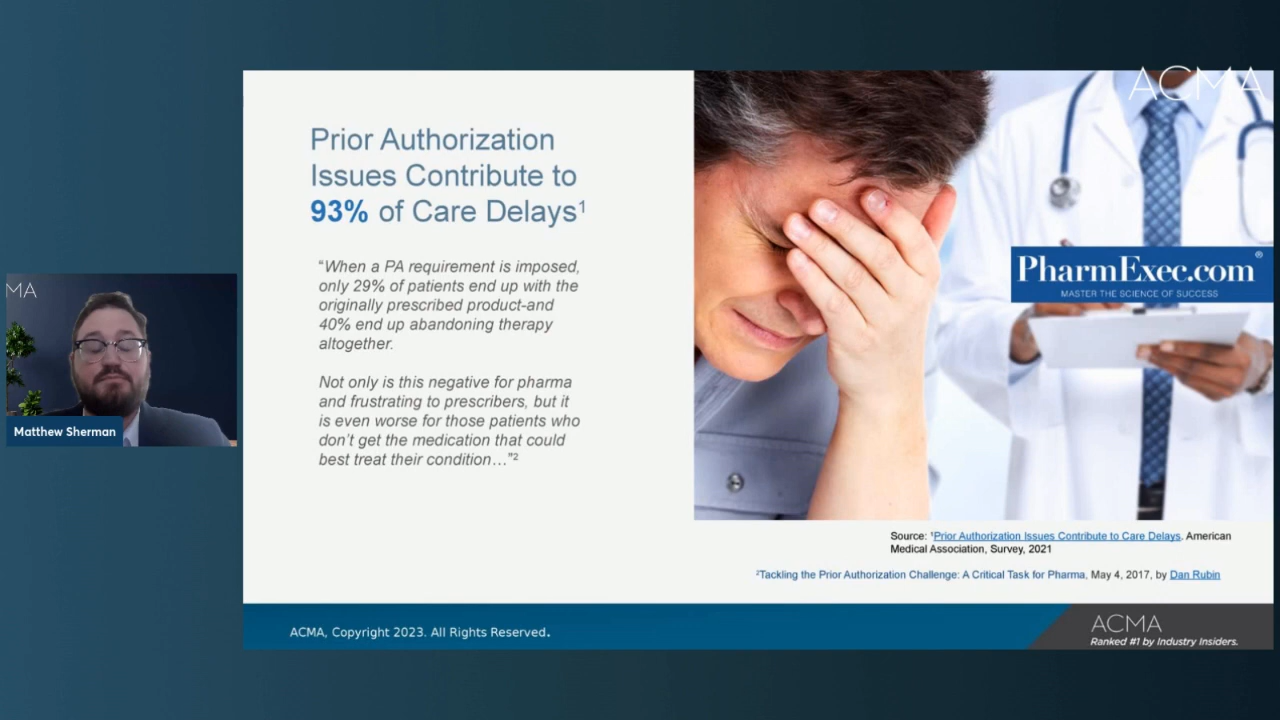 ACMA
Prior Authorization
Issues Contribute to
93% of Care Delays¹
“When a PA requirement is imposed,
only 29% of patients end up with the
originally prescribed product-and
40% end up abandoning therapy
altogether.
Not only is this negative for pharma
and frustrating to prescribers, but it
is even worse for those patients who
don’t get the medication that could
best treat their condition…”²
PharmExec.com®
MASTER THE SCIENCE OF SUCCESS
MA
Matthew Sherman
Source: ¹Prior Authorization Issues Contribute to Care Delays. American
Medical Association, Survey, 2021
²Tackling the Prior Authorization Challenge: A Critical Task for Pharma, May 4, 2017, by Dan Rubin
ACMA, Copyright 2023. All Rights Reserved.
ACMA
Ranked #1 by Industry Insiders.